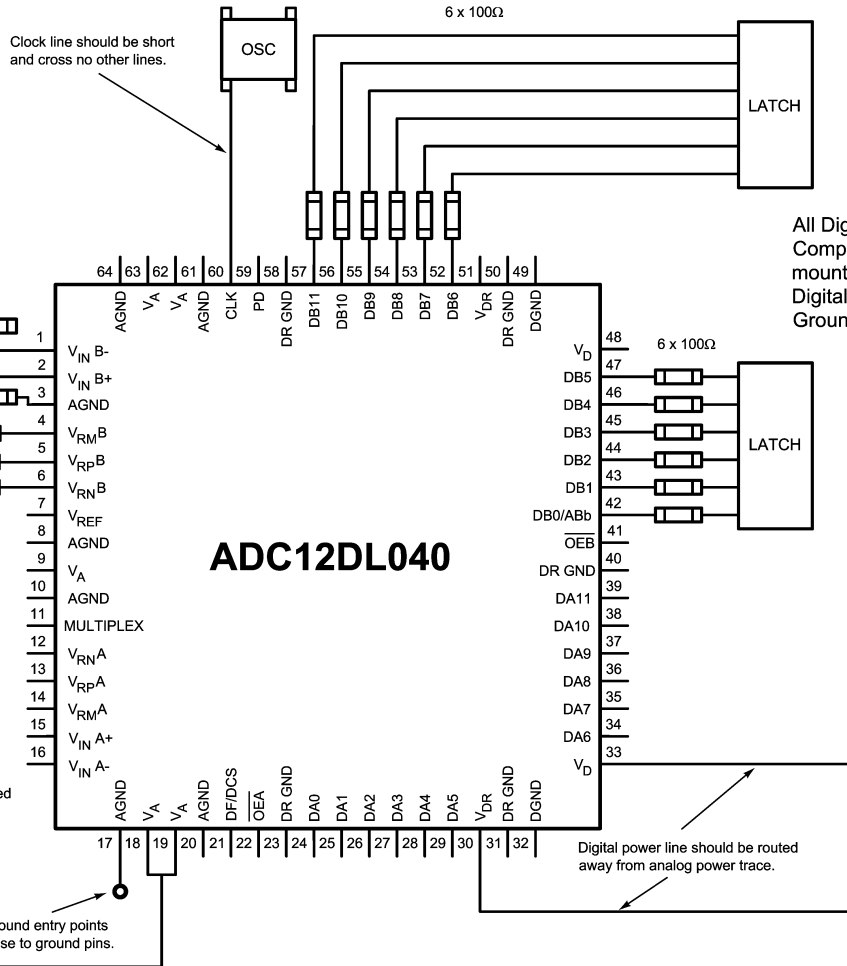 6 x 100Ω
Clock line should be short
and cross no other lines.
OSC
LATCH
All Dig
Comp
mount
Digital
Groun
64 63 62 61 60 59 58 57 56 55 54 53 52 51 50 49
AGND
VA
VA
AGND
CLK
PD
DR GND
DB11
DB10
DB9
DB8
DB7
DB6
VDR
DR GND
DGND
1
VIN B-
2
VIN B+
3
AGND
4
VRMB
5
VRPB
6
VRNB
7
VREF
8
AGND
9
VA
10
AGND
11
MULTIPLEX
12
VRNA
13
VRPA
14
VRMA
15
VIN A+
16
VIN A-
ADC12DL040
48
VD
6 x 100Ω
47
DB5
46
DB4
45
DB3
44
DB2
43
DB1
42
DB0/ABb
LATCH
41
OEB
40
DR GND
39
DA11
38
DA10
37
DA9
36
DA8
35
DA7
34
DA6
33
VD
ed
AGND
VA
VA
AGND
DF/DCS
OEA
DR GND
DA0
DA1
DA2
DA3
DA4
DA5
VDR
DR GND
DGND
17 18 19 20 21 22 23 24 25 26 27 28 29 30 31 32
Digital power line should be routed
away from analog power trace.
ound entry points
se to ground pins.